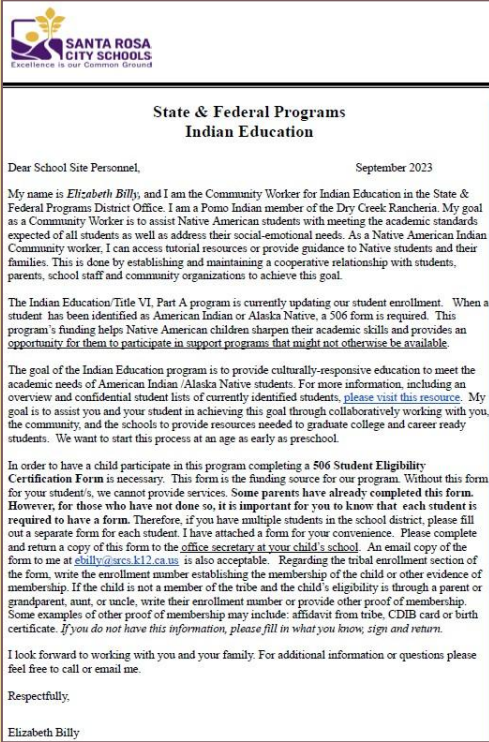 SANTA ROSA
CITY SCHOOLS
Excellence is our Common Ground
State & Federal Programs
Indian Education
Dear School Site Personnel, September 2023
My name is Elizabeth Billy, and I am the Community Worker for Indian Education in the State &
Federal Programs District Office. I am a Pomo Indian member of the Dry Creek Rancheria. My goal
as a Community Worker is to assist Native American students with meeting the academic standards
expected of all students as well as address their social-emotional needs. As a Native American Indian
Community worker, I can access tutorial resources or provide guidance to Native students and their
families. This is done by establishing and maintaining a cooperative relationship with students,
parents, school staff and community organizations to achieve this goal.
The Indian Education/Title VI, Part A program is currently updating our student enrollment. When a
student has been identified as American Indian or Alaska Native, a 506 form is required. This
program's funding helps Native American children sharpen their academic skills and provides an
opportunity for them to participate in support programs that might not otherwise be available.
The goal of the Indian Education program is to provide culturally-responsive education to meet the
academic needs of American Indian /Alaska Native students. For more information, including an
overview and confidential student lists of currently identified students, please visit this resource. My
goal is to assist you and your student in achieving this goal through collaboratively working with you,
the community, and the schools to provide resources needed to graduate college and career ready
students. We want to start this process at an age as early as preschool.
In order to have a child participate in this program completing a 506 Student Eligibility
Certification Form is necessary. This form is the funding source for our program. Without this form
for your student/s, we cannot provide services. Some parents have already completed this form.
However, for those who have not done so, it is important for you to know that each student is
required to have a form. Therefore, if you have multiple students in the school district, please fill
out a separate form for each student. I have attached a form for your convenience. Please complete
and return a copy of this form to the office secretary at your child's school. An email copy of the
form to me at ebilly@srcs.k12.ca.us is also acceptable. Regarding the tribal enrollment section of
the form, write the enrollment number establishing the membership of the child or other evidence of
membership. If the child is not a member of the tribe and the child's eligibility is through a parent or
grandparent, aunt, or uncle, write their enrollment number or provide other proof of membership.
Some examples of other proof of membership may include: affidavit from tribe, CDIB card or birth
certificate. If you do not have this information, please fill in what you know, sign and return.
I look forward to working with you and your family. For additional information or questions please
feel free to call or email me.
Respectfully,
Elizabeth Billy